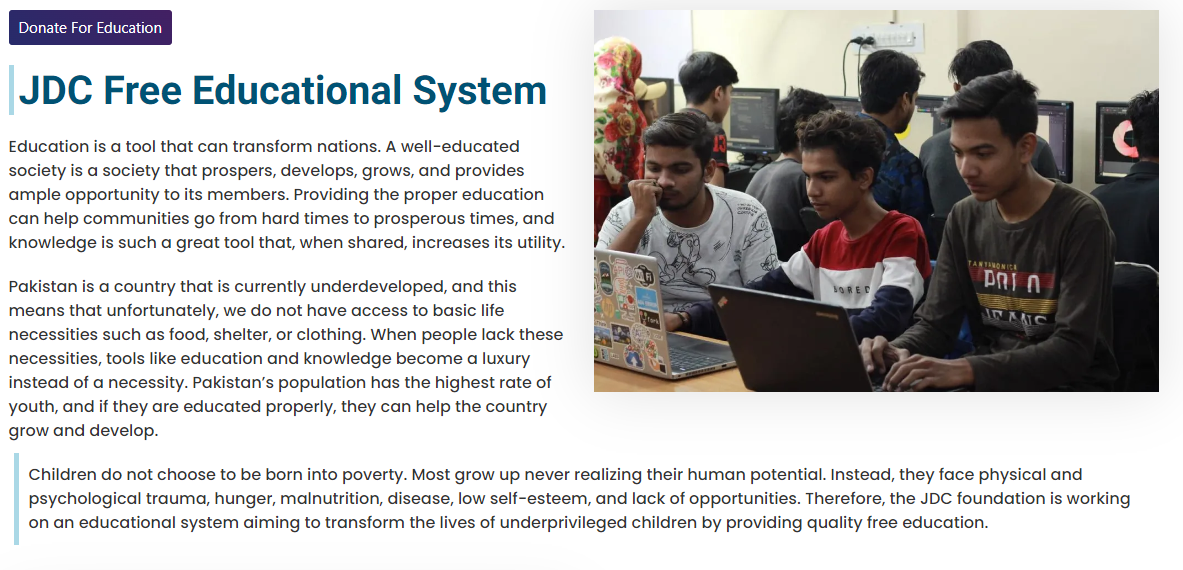 Donate For Education
JDC Free Educational System
Education is a tool that can transform nations. A well-educated
society is a society that prospers, develops, grows, and provides
ample opportunity to its members. Providing the proper education
can help communities go from hard times to prosperous times, and
knowledge is such a great tool that, when shared, increases its utility.
Pakistan is a country that is currently underdeveloped, and this
means that unfortunately, we do not have access to basic life
necessities such as food, shelter, or clothing. When people lack these
necessities, tools like education and knowledge become a luxury
instead of a necessity. Pakistan’s population has the highest rate of
youth, and if they are educated properly, they can help the country
grow and develop.
Children do not choose to be born into poverty. Most grow up never realizing their human potential. Instead, they face physical and
psychological trauma, hunger, malnutrition, disease, low self-esteem, and lack of opportunities. Therefore, the JDC foundation is working
on an educational system aiming to transform the lives of underprivileged children by providing quality free education.